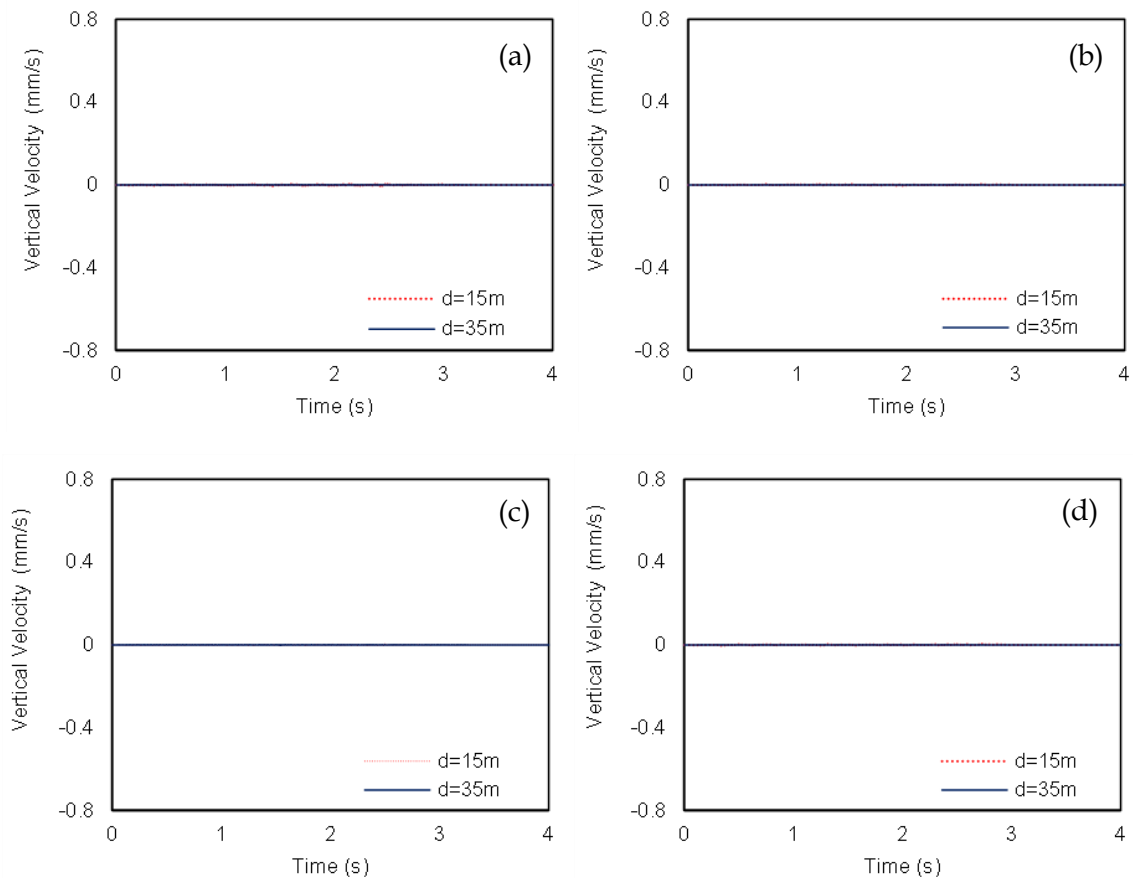 (a)
Vertical Velocity (mm/s)
0.8
0.4
0
-0.4
-0.8
d=15m
d=35m
0 1 2 3 4
Time (s)
(b)
Vertical Velocity (mm/s)
0.8
0.4
0
-0.4
-0.8
d=15m
d=35m
0 1 2 3 4
Time (s)
(c)
Vertical Velocity (mm/s)
0.8
0.4
0
-0.4
-0.8
d=15m
d=35m
0 1 2 3 4
Time (s)
(d)
Vertical Velocity (mm/s)
0.8
0.4
0
-0.4
-0.8
d=15m
d=35m
0 1 2 3 4
Time (s)